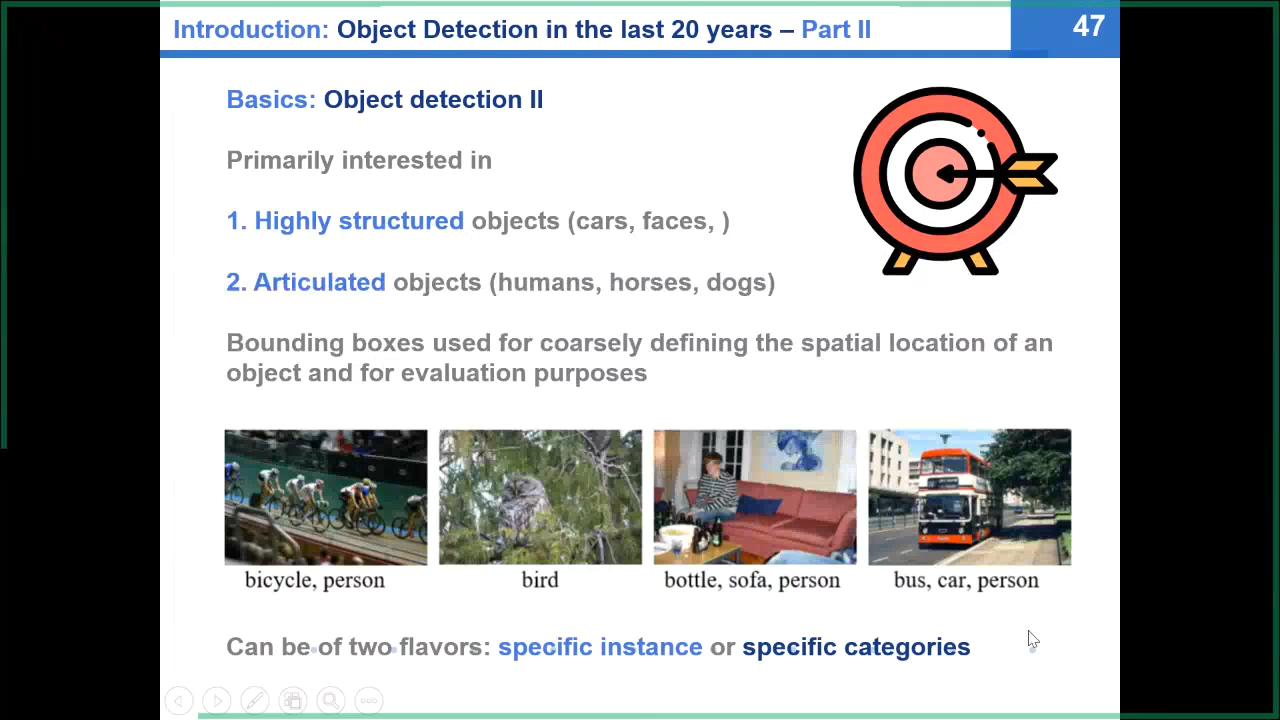 Introduction: Object Detection in the last 20 years – Part II
47
Basics: Object detection II
Primarily interested in
1. Highly structured objects (cars, faces, )
2. Articulated objects (humans, horses, dogs)
Bounding boxes used for coarsely defining the spatial location of an
object and for evaluation purposes
bicycle, person
bird
bottle, sofa, person
bus, car, person
Can be of two flavors: specific instance or specific categories